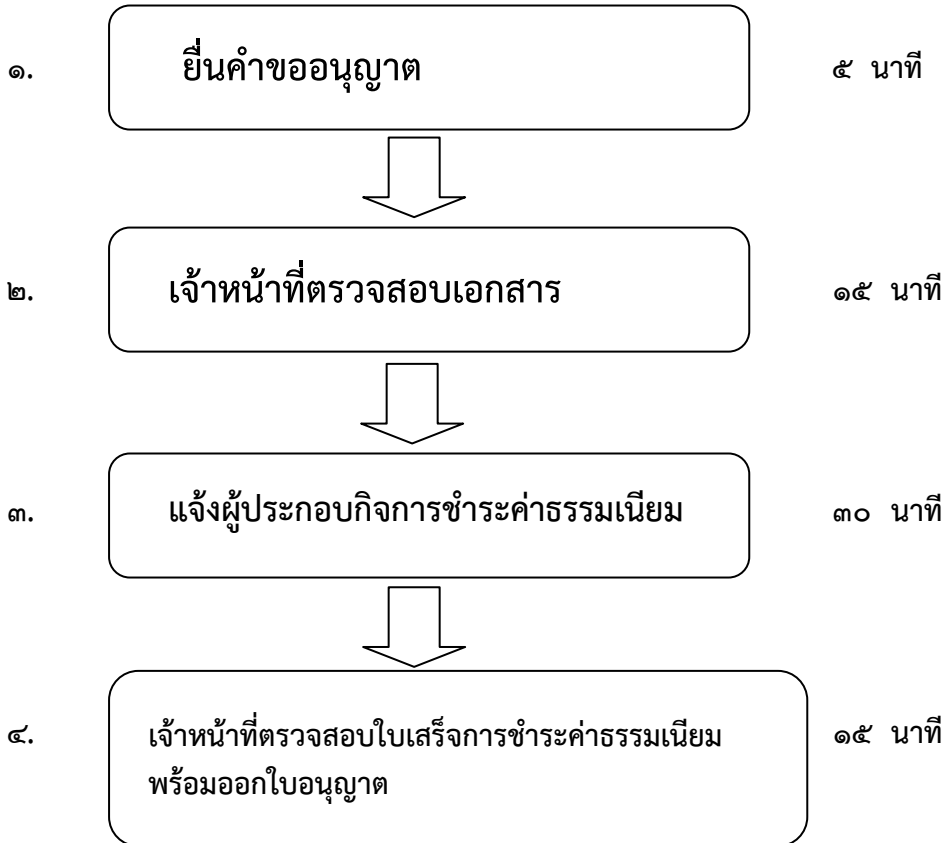 ๑. ยื่นคำขออนุญาต ๕ นาที
๒. เจ้าหน้าที่ตรวจสอบเอกสาร ๑๕ นาที
๓. แจ้งผู้ประกอบกิจการชำระค่าธรรมเนียม ๓๐ นาที
๔. เจ้าหน้าที่ตรวจสอบใบเสร็จการชำระค่าธรรมเนียม ๑๕ นาที
พร้อมออกใบอนุญาต